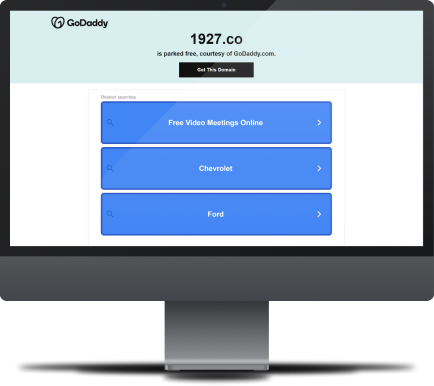 GoDaddy
1927.co
is parked free, courtesy of GoDaddy.com.
Get This Domain
Related searches
Free Video Meetings Online
Chevrolet
Ford